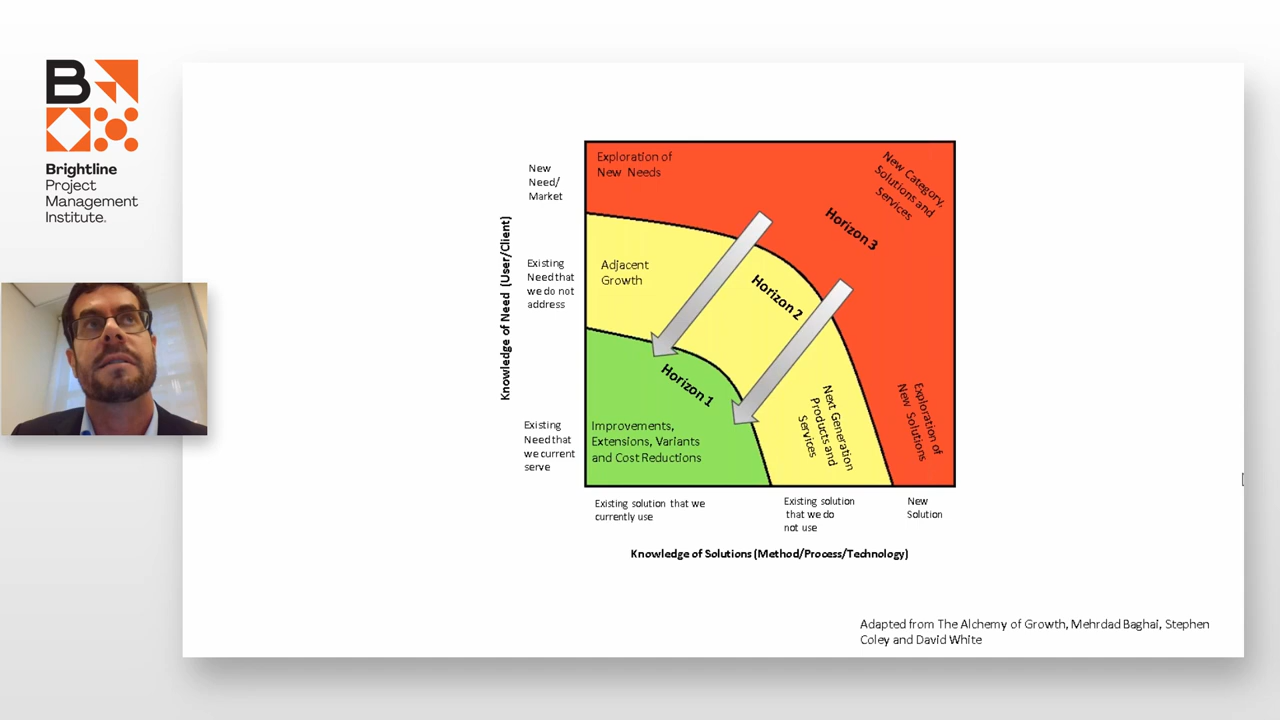 B
Brightline
Project
Management
Institute.
Knowledge of Need (User/Client)
New
Need/
Market
Existing
Need that
we do not
address
Existing
Need that
we current
serve
Exploration of
New Needs
New Category,
Solutions and
Services
Horizon 3
Adjacent
Growth
Horizon 2
Horizon 1
Next Generation
Products and
Services
Exploration of
New Solutions
Improvements,
Extensions, Variants
and Cost Reductions
Existing solution that we
currently use
Existing solution
that we do
not use
New
Solution
Knowledge of Solutions (Method/Process/Technology)
Adapted from The Alchemy of Growth, Mehrdad Baghai, Stephen
Coley and David White